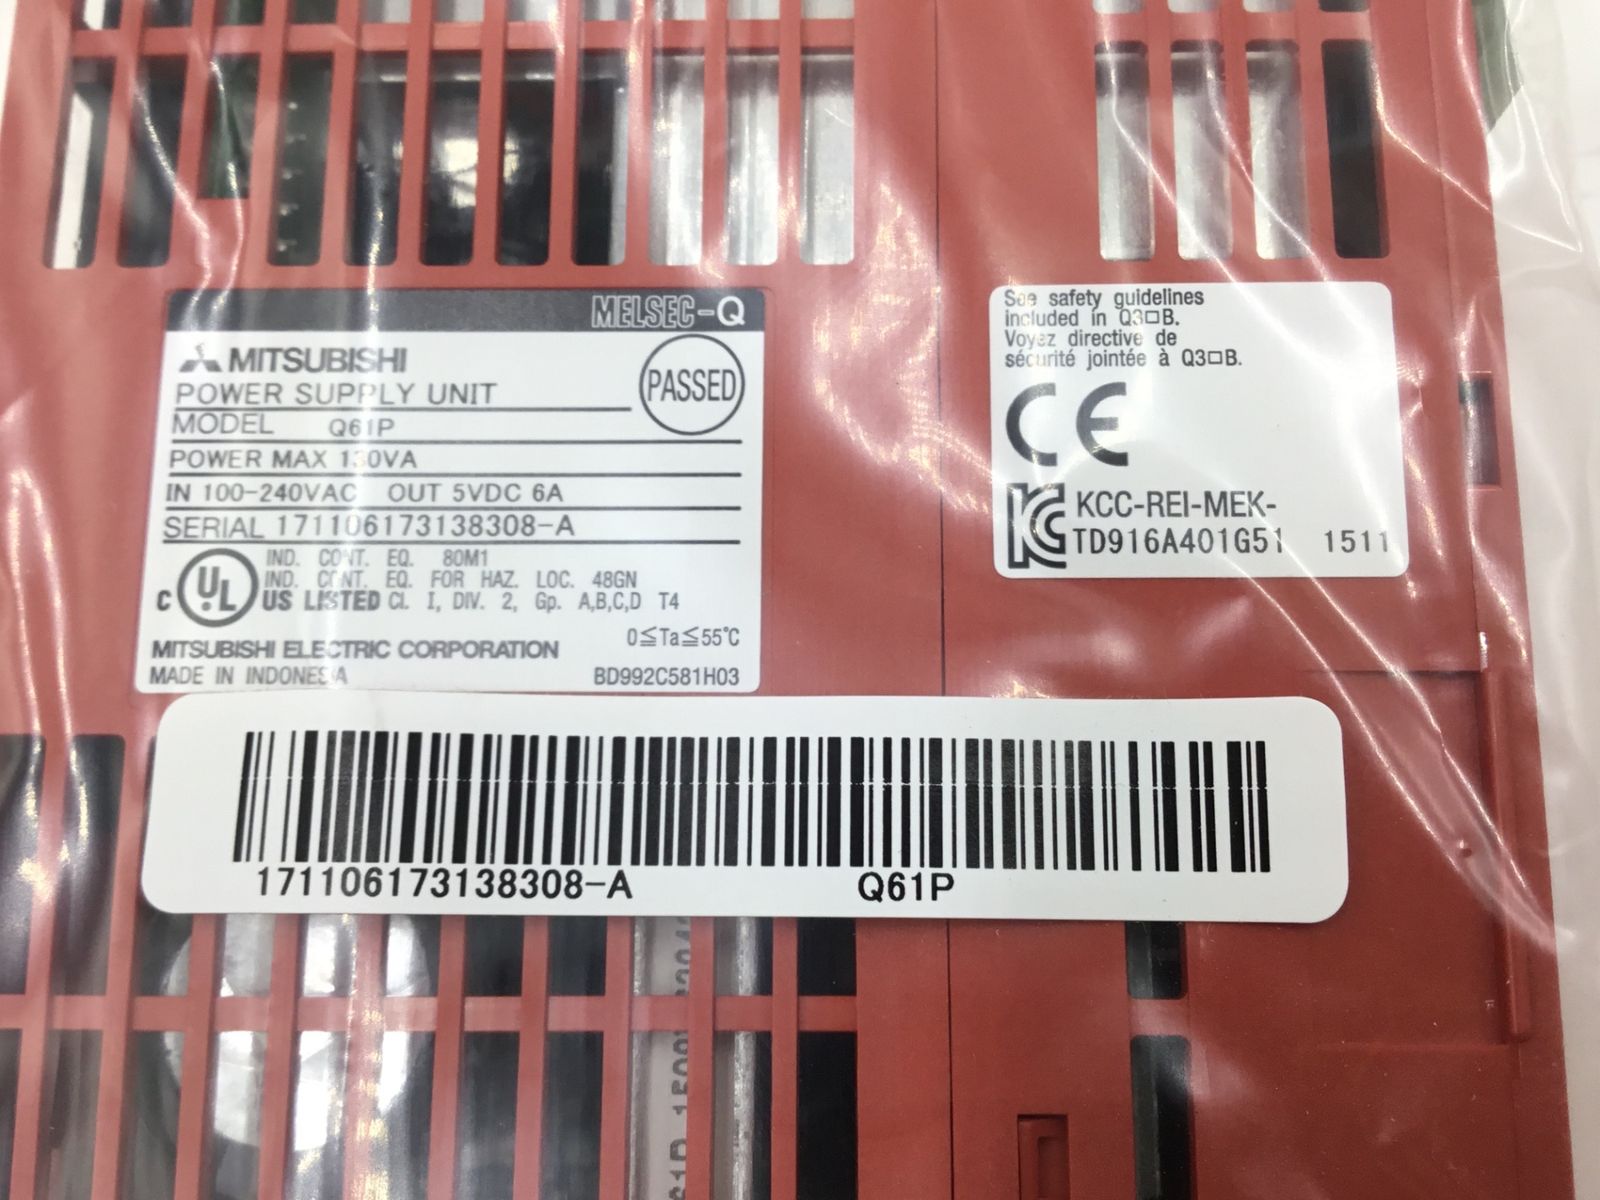 MELSEC-Q
MITSUBISHI
POWER SUPPLY UNIT
PASSED
MODEL Q61P
POWER MAX 130VA
IN 100-240VAC OUT 5VDC 6A
SERIAL 171106173138308-A
IND. CONT. EQ. 80M1
IND. CONT. EQ. FOR HAZ. LOC. 48GN
C UL US LISTED Cl. I, DIV. 2, Gp. A,B,C,D T4
0≦Ta≦55℃
MITSUBISHI ELECTRIC CORPORATION
MADE IN INDONESIA BD992C581H03
See safety guidelines
included in Q3□B.
Voyez directive de
sécurité jointée à Q3□B.
CE
KCC-REI-MEK-
TD916A401G51 1511
171106173138308-A Q61P